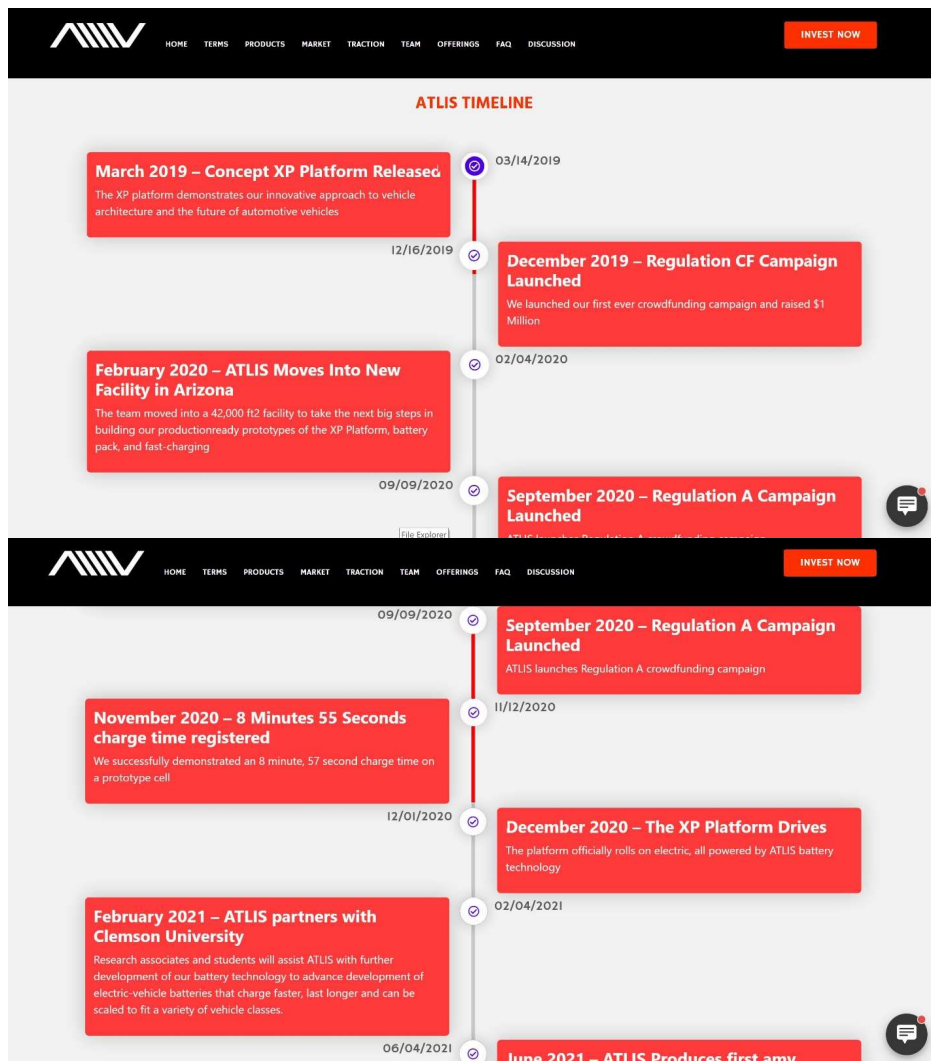 HOME TERMS PRODUCTS MARKET TRACTION TEAM OFFERINGS FAQ DISCUSSION
INVEST NOW
ATLIS TIMELINE
03/14/2019
March 2019 – Concept XP Platform Released
The XP platform demonstrates our innovative approach to vehicle
architecture and the future of automotive vehicles
12/16/2019
December 2019 – Regulation CF Campaign
Launched
We launched our first ever crowdfunding campaign and raised $1
Million
02/04/2020
February 2020 – ATLIS Moves Into New
Facility in Arizona
The team moved into a 42,000 ft2 facility to take the next big steps in
building our productionready prototypes of the XP Platform, battery
pack, and fast-charging
09/09/2020
September 2020 – Regulation A Campaign
Launched
ATLIS launches Regulation A crowdfunding campaign
File Explorer
HOME TERMS PRODUCTS MARKET TRACTION TEAM OFFERINGS FAQ DISCUSSION
INVEST NOW
09/09/2020
September 2020 – Regulation A Campaign
Launched
ATLIS launches Regulation A crowdfunding campaign
11/12/2020
November 2020 – 8 Minutes 55 Seconds
charge time registered
We successfully demonstrated an 8 minute, 57 second charge time on
a prototype cell
12/01/2020
December 2020 – The XP Platform Drives
The platform officially rolls on electric, all powered by ATLIS battery
technology
02/04/2021
February 2021 – ATLIS partners with
Clemson University
Research associates and students will assist ATLIS with further
development of our battery technology to advance development of
electric-vehicle batteries that charge faster, last longer and can be
scaled to fit a variety of vehicle classes.
06/04/2021
June 2021 – ATLIS Produces first amv